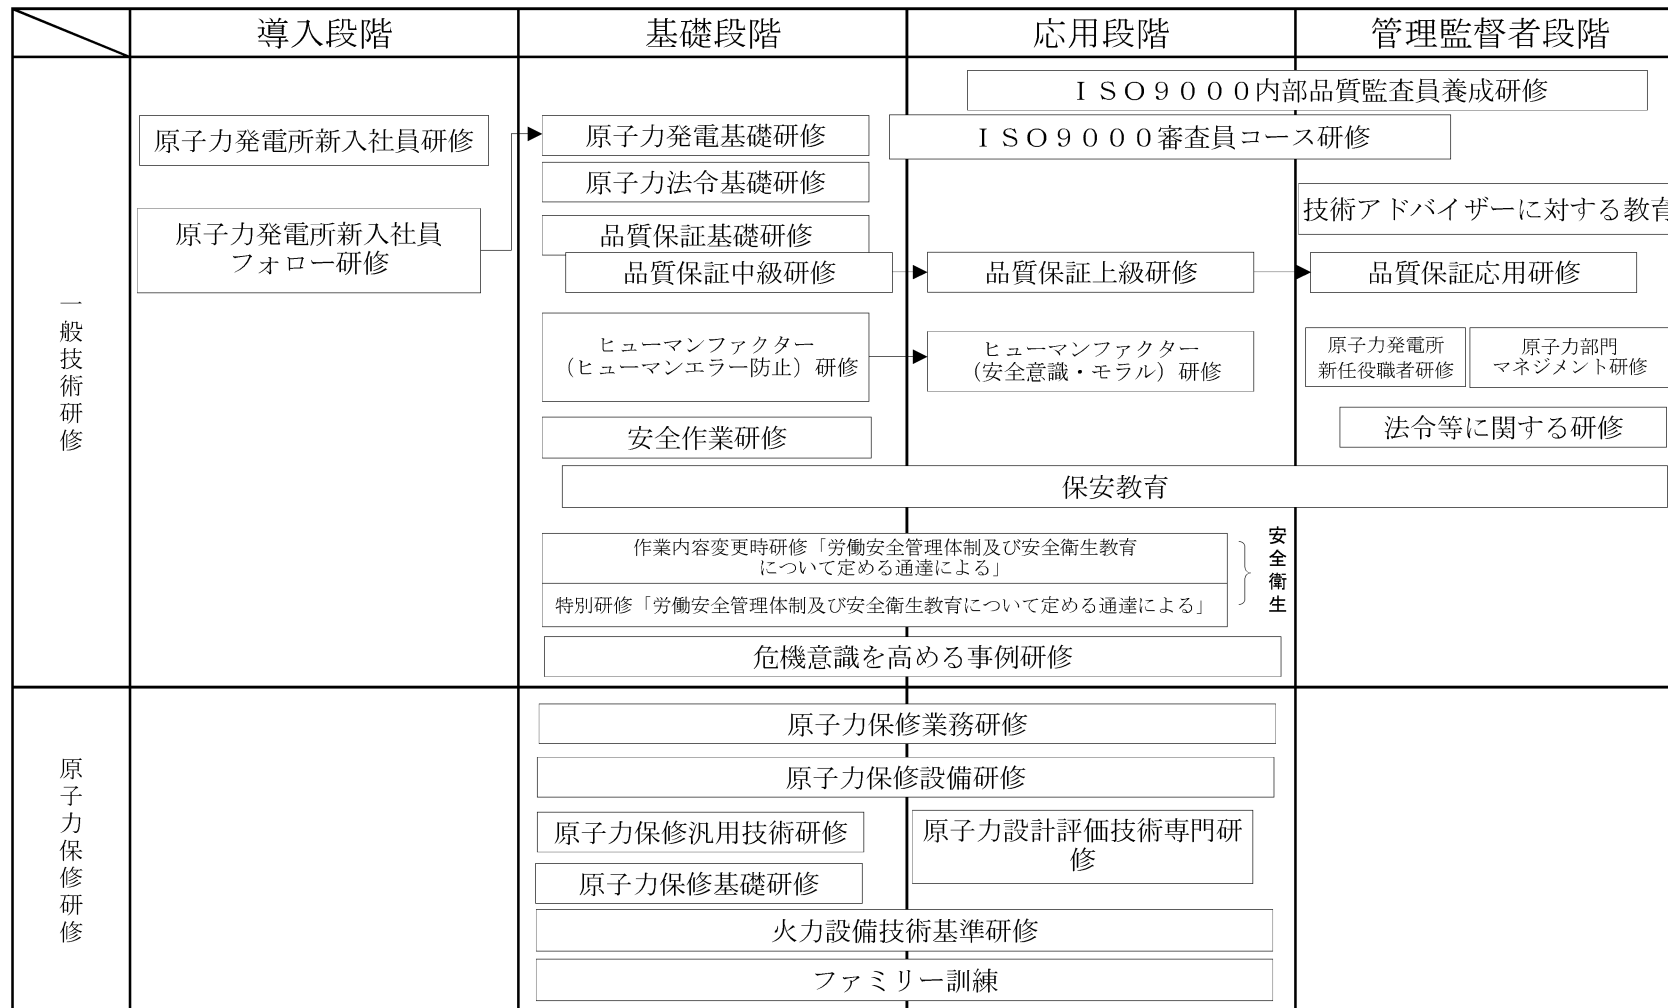 導入段階
基礎段階
応用段階
管理監督者段階
一般技術研修
ＩＳＯ９０００内部品質監査員養成研修
原子力発電所新入社員研修
原子力発電基礎研修
ＩＳＯ９０００審査員コース研修
原子力法令基礎研修
技術アドバイザーに対する教育
原子力発電所新入社員
フォロー研修
品質保証基礎研修
品質保証中級研修
品質保証上級研修
品質保証応用研修
ヒューマンファクター
（ヒューマンエラー防止）研修
ヒューマンファクター
（安全意識・モラル）研修
原子力発電所
新任役職者研修
原子力部門
マネジメント研修
安全作業研修
法令等に関する研修
保安教育
作業内容変更時研修「労働安全管理体制及び安全衛生教育
について定める通達による」
特別研修「労働安全管理体制及び安全衛生教育について定める通達による」
安全衛生
危機意識を高める事例研修
原子力保修研修
原子力保修業務研修
原子力保修設備研修
原子力保修汎用技術研修
原子力設計評価技術専門研
修
原子力保修基礎研修
火力設備技術基準研修
ファミリー訓練